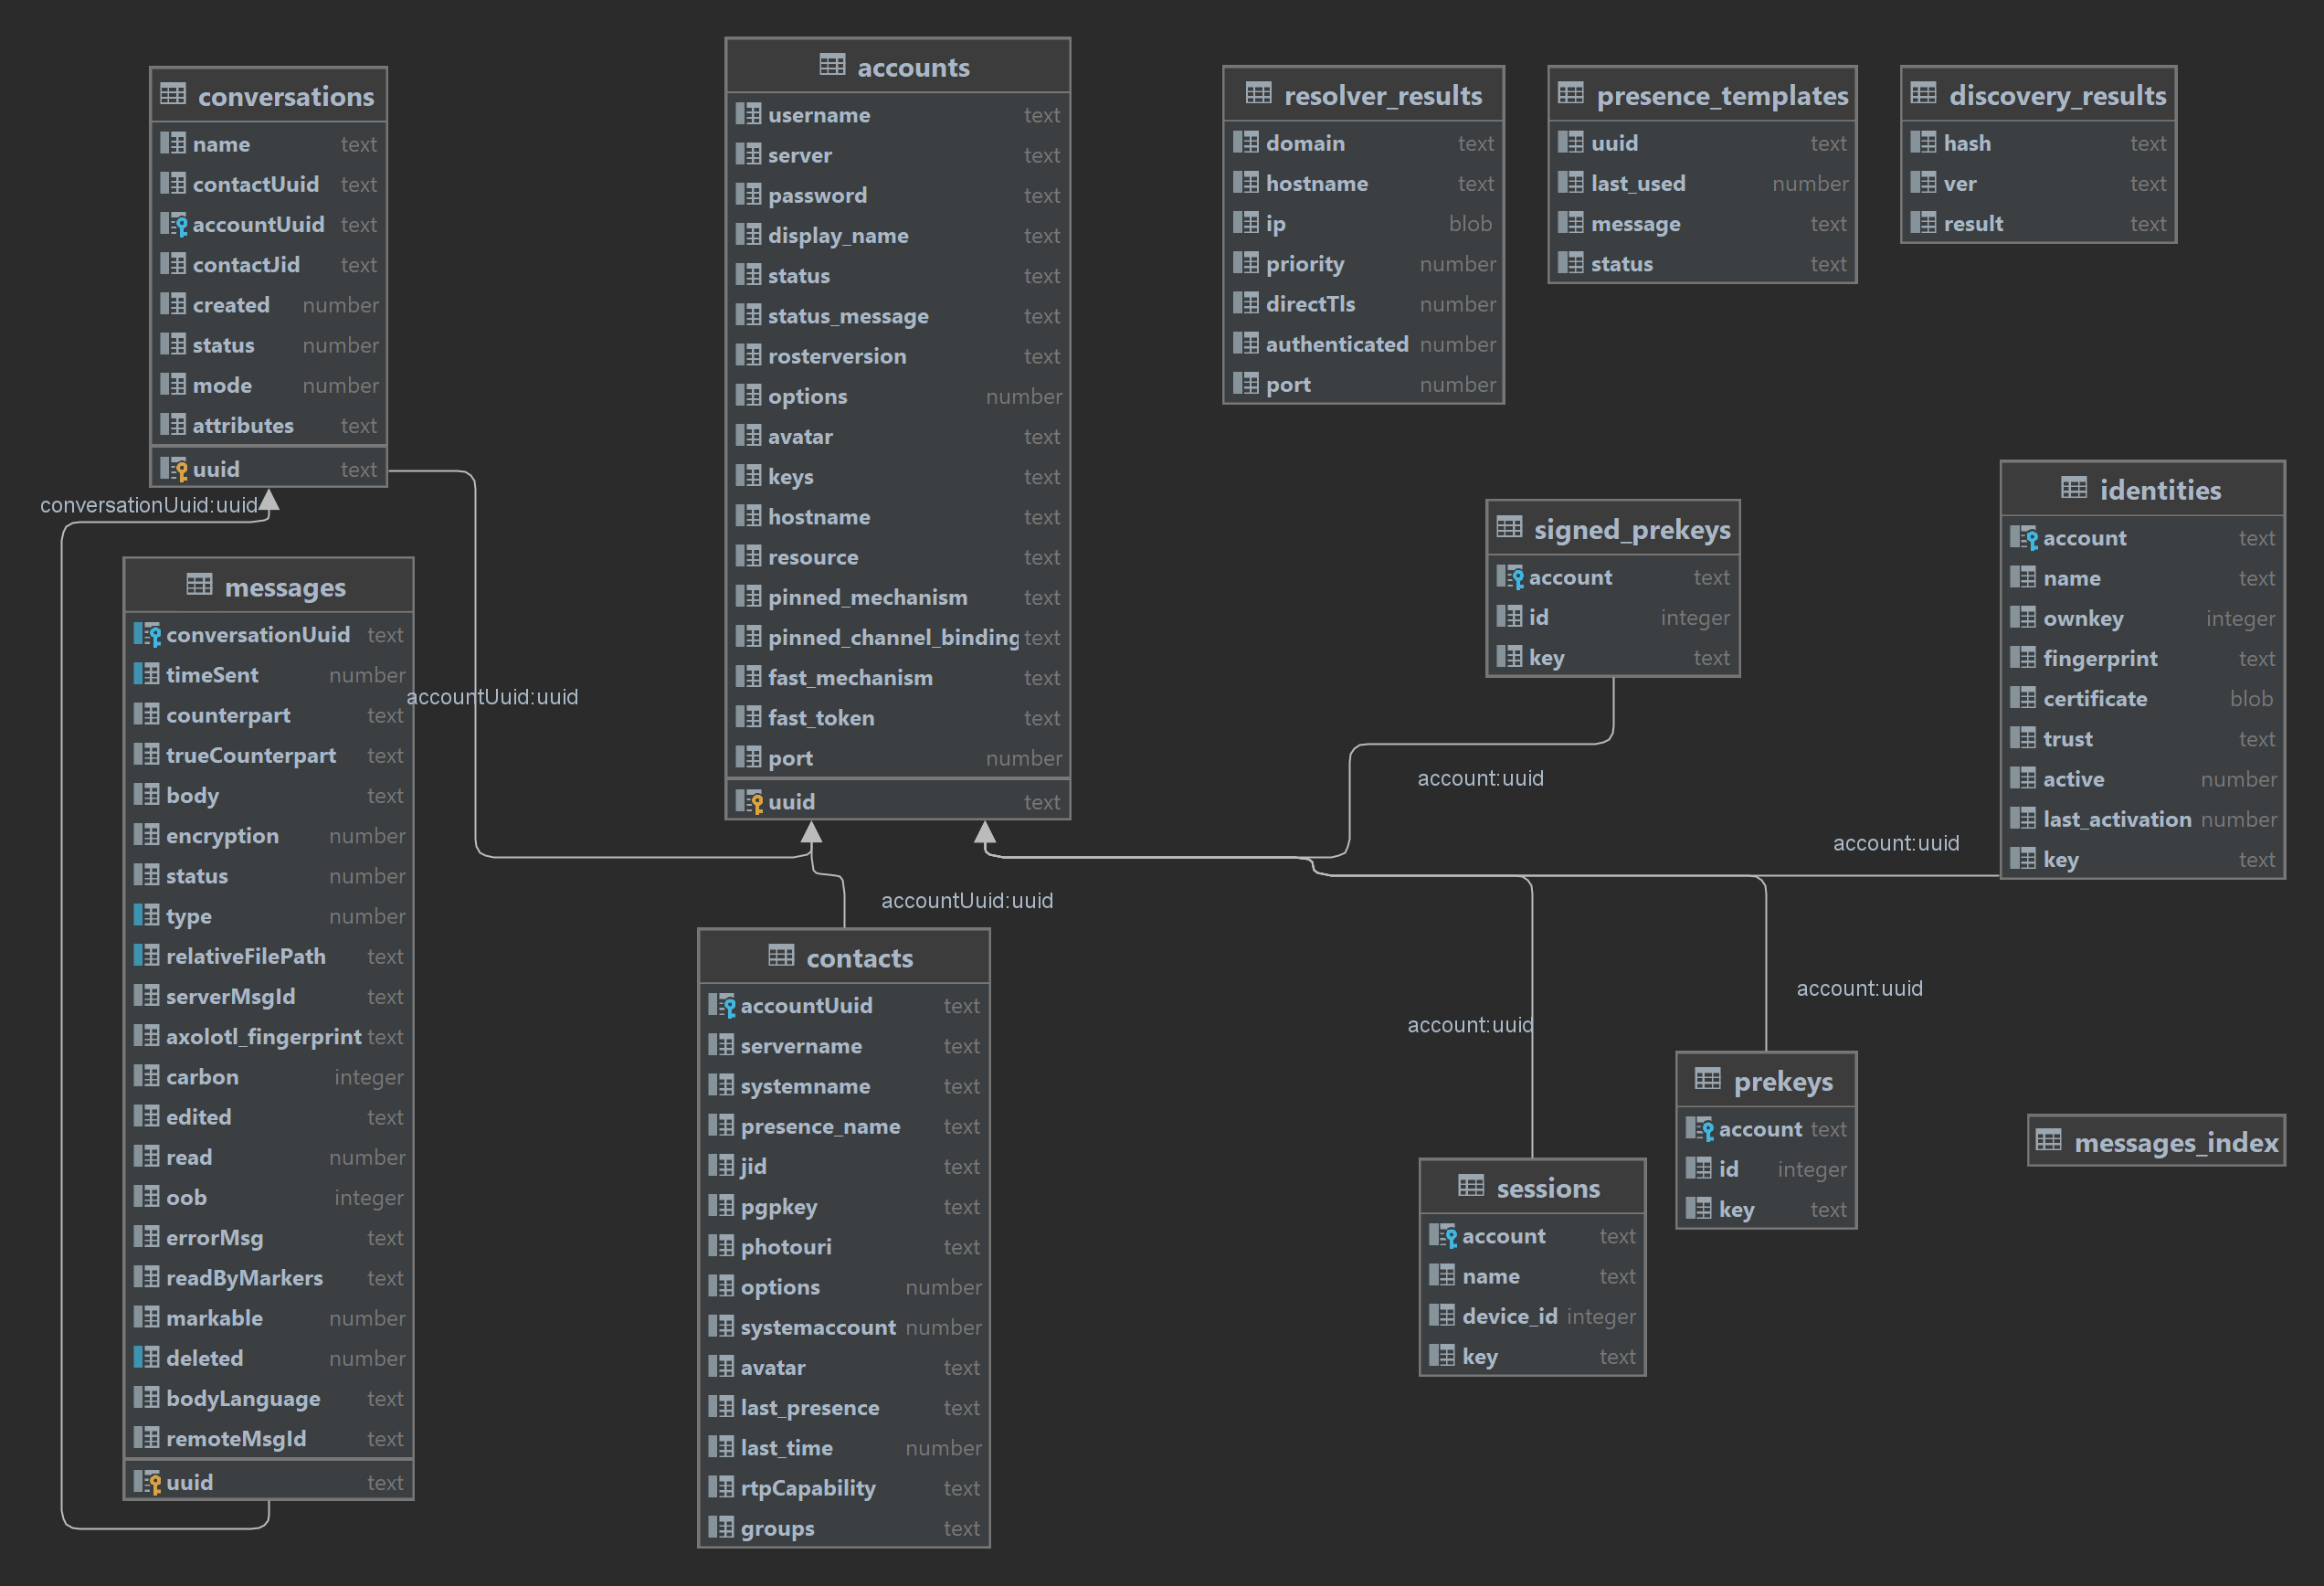 conversations
name text
contactUuid text
accountUuid text
contactJid text
created number
status number
mode number
attributes text
uuid text
conversationUuid:uuid
messages
conversationUuid text
timeSent number
counterpart text
trueCounterpart text
body text
encryption number
status number
type number
relativeFilePath text
serverMsgId text
axolotl_fingerprint text
carbon integer
edited text
read number
oob integer
errorMsg text
readByMarkers text
markable number
deleted number
bodyLanguage text
remoteMsgId text
uuid text
accountUuid:uuid
accounts
username text
server text
password text
display_name text
status text
status_message text
rosterversion text
options number
avatar text
keys text
hostname text
resource text
pinned_mechanism text
pinned_channel_binding text
fast_mechanism text
fast_token text
port number
uuid text
accountUuid:uuid
contacts
accountUuid text
servername text
systemname text
presence_name text
jid text
pgpkey text
photouri text
options number
systemaccount number
avatar text
last_presence text
last_time number
rtpCapability text
groups text
resolver_results
domain text
hostname text
ip blob
priority number
directTls number
authenticated number
port number
presence_templates
uuid text
last_used number
message text
status text
discovery_results
hash text
ver text
result text
signed_prekeys
account text
id integer
key text
account:uuid
identities
account text
name text
ownkey integer
fingerprint text
certificate blob
trust text
active number
last_activation number
key text
account:uuid
account:uuid
account:uuid
sessions
account text
name text
device_id integer
key text
prekeys
account text
id integer
key text
messages_index